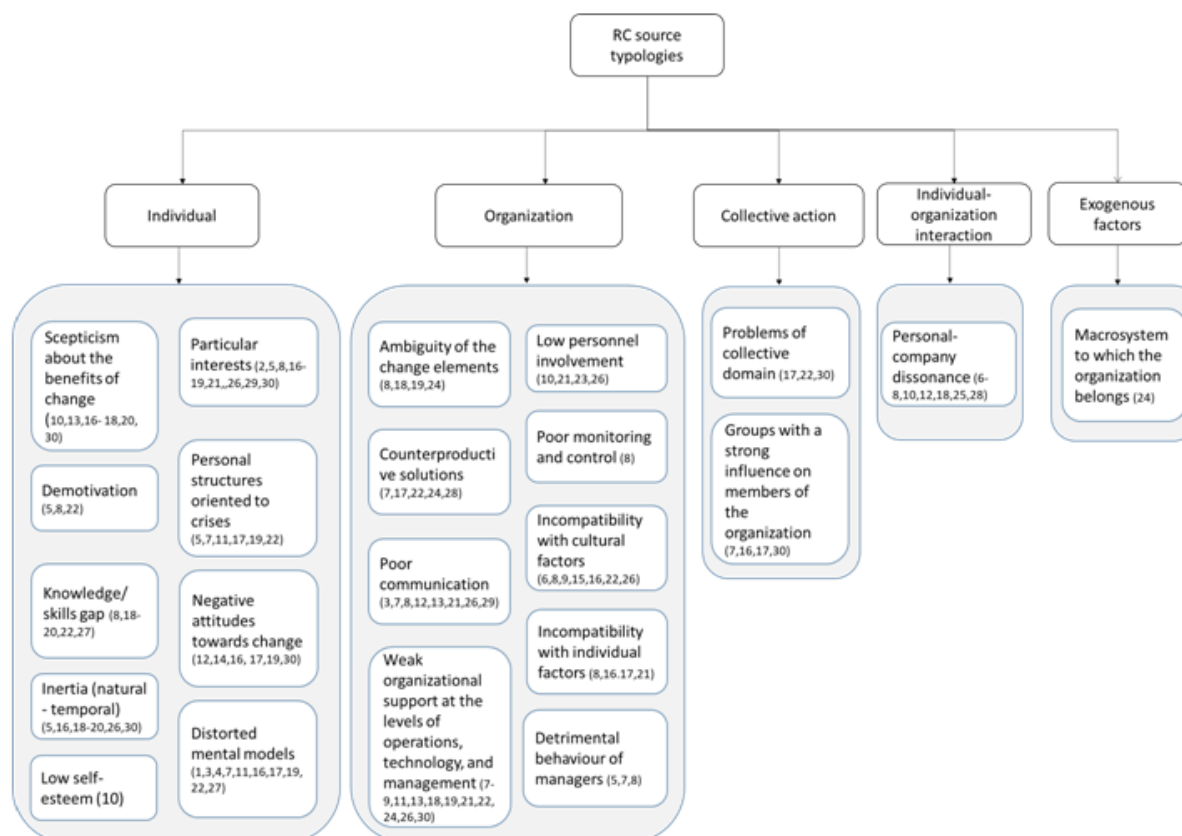 RC source
typologies
Individual
Organization
Collective action
Individual-
organization
interaction
Exogenous
factors
Scepticism
about the
benefits of
change
(10,13,16- 18,20,
30)
Demotivation
(5,8,22)
Knowledge/
skills gap (8,18-
20,22,27)
Inertia (natural
- temporal)
(5,16,18-20,26,30)
Low self-
esteem (10)
Particular
interests (2,5,8,16-
19,21,,26,29,30)
Personal
structures
oriented to
crises
(5,7,11,17,19,22)
Negative
attitudes
towards change
(12,14,16, 17,19,30)
Distorted
mental models
(1,3,4,7,11,16,17,19,
22,27)
Ambiguity of the
change elements
(8,18,19,24)
Counterproducti
ve solutions
(7,17,22,24,28)
Poor
communication
(3,7,8,12,13,21,26,29)
Weak
organizational
support at the
levels of
operations,
technology, and
management (7-
9,11,13,18,19,21,22,
24,26,30)
Low personnel
involvement
(10,21,23,26)
Poor monitoring
and control (8)
Incompatibility
with cultural
factors
(6,8,9,15,16,22,26)
Incompatibility
with individual
factors (8,16.17,21)
Detrimental
behaviour of
managers (5,7,8)
Problems of
collective
domain (17,22,30)
Groups with a
strong
influence on
members of
the
organization
(7,16,17,30)
Personal-
company
dissonance (6-
8,10,12,18,25,28)
Macrosystem
to which the
organization
belongs (24)